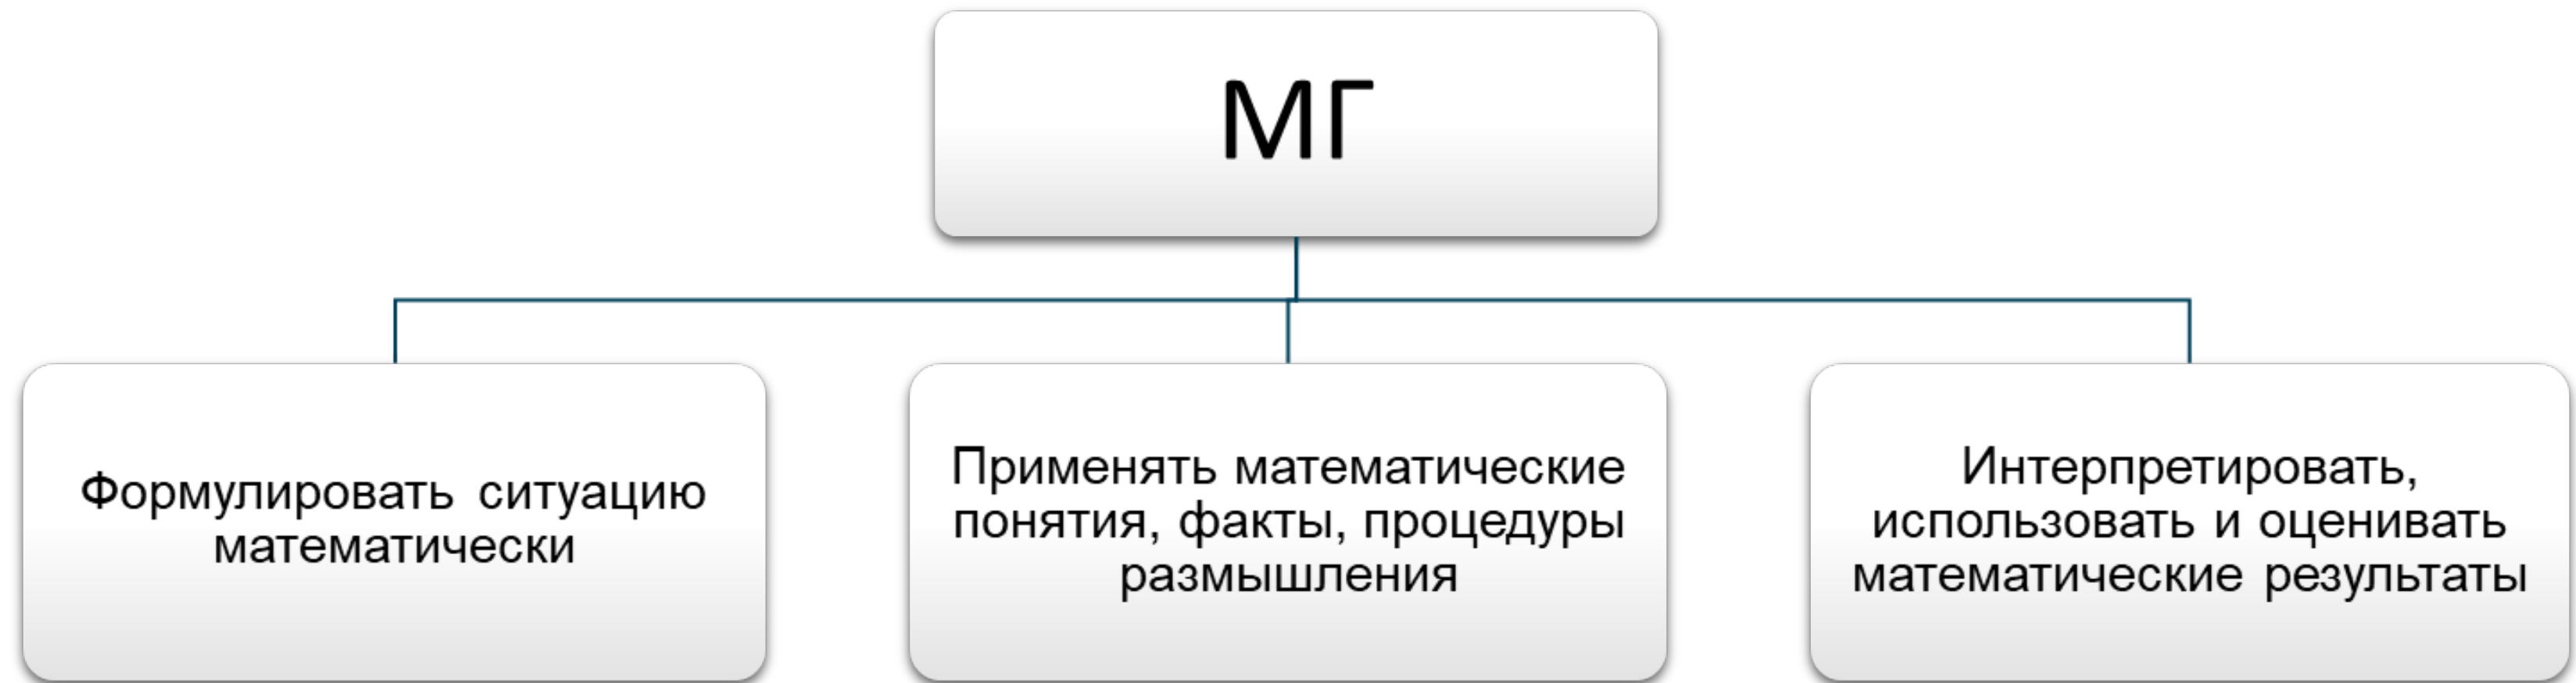 МГ
Формулировать ситуацию
математически
Применять математические
понятия, факты, процедуры
размышления
Интерпретировать,
использовать и оценивать
математические результаты